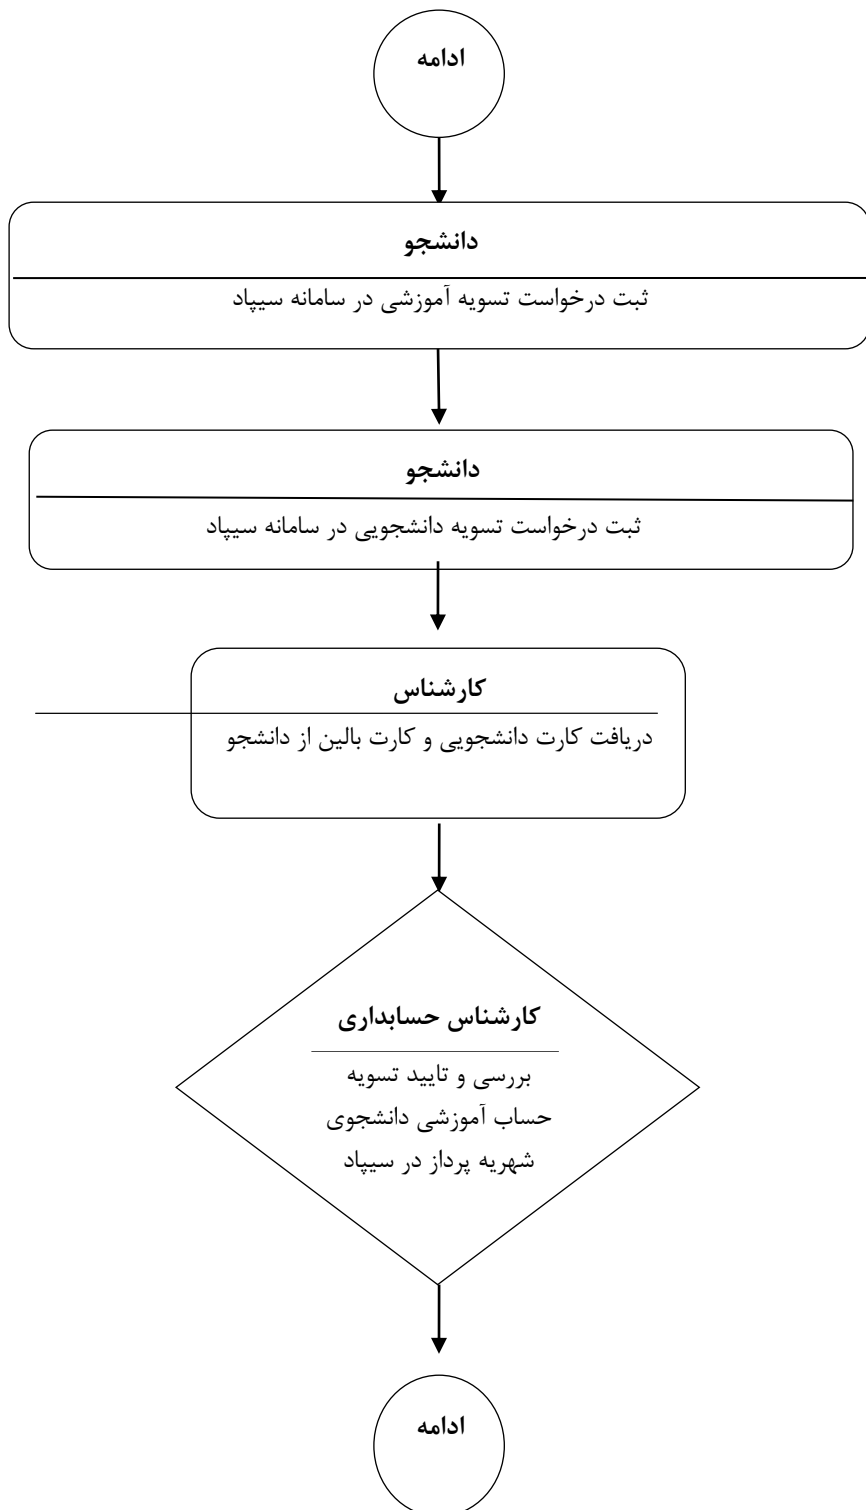 ادامه
دانشجو
ثبت درخواست تسویه آموزشی در سامانه سیپاد
دانشجو
ثبت درخواست تسویه دانشجویی در سامانه سیپاد
کارشناس
دریافت کارت دانشجویی و کارت بالین از دانشجو
کارشناس حسابداری
بررسی و تایید تسویه
حساب آموزشی دانشجوی
شهریه پرداز در سیپاد
ادامه